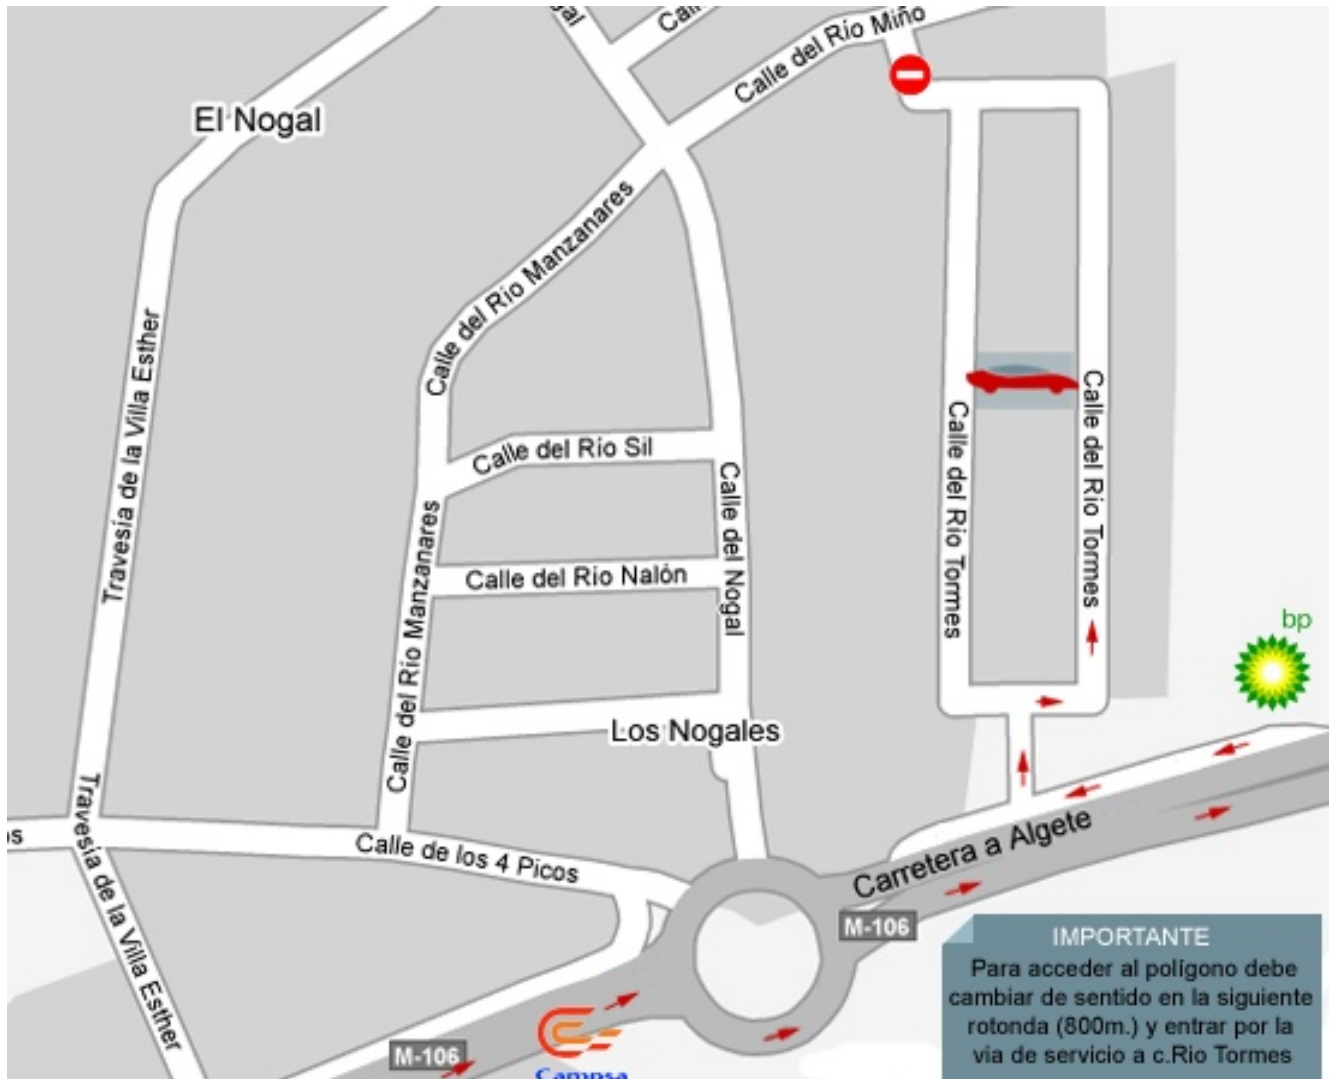 gal
Calle del Río Miño
El Nogal
Calle del Río Manzanares
Travesía de la Villa Esther
Calle del Río Sil
Calle del Nogal
Calle del Río Tormes
Calle del Río Tormes
Calle del Río Manzanares
Calle del Río Nalón
bp
Los Nogales
Travesía de la Villa Esther
os
Calle de los 4 Picos
Carretera a Algete
M-106
M-106
Campsa
IMPORTANTE
Para acceder al polígono debe
cambiar de sentido en la siguiente
rotonda (800m.) y entrar por la
via de servicio a c.Rio Tormes